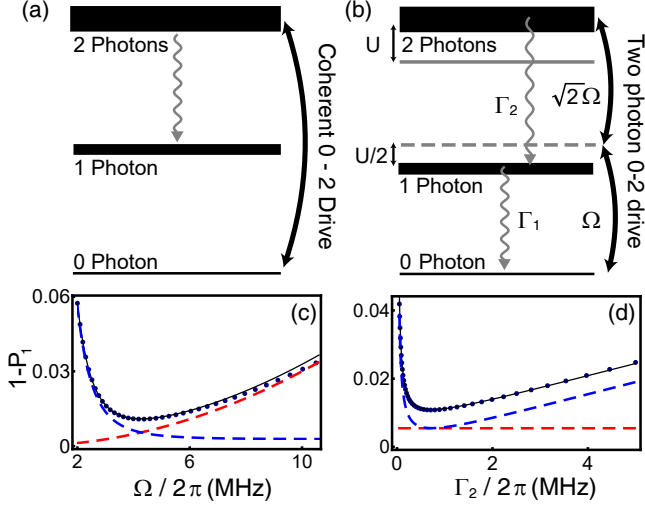 (a)
2 Photons
1 Photon
0 Photon
Coherent 0 - 2 Drive
(b)
U
2 Photons
Γ₂
√2Ω
U/2
1 Photon
Γ₁
Ω
0 Photon
Two photon 0-2 drive
(c)
1-P₁
0.06
0.03
0
2
6
10
Ω / 2π (MHz)
(d)
0.04
0.02
0
0
2
4
Γ₂ / 2π (MHz)